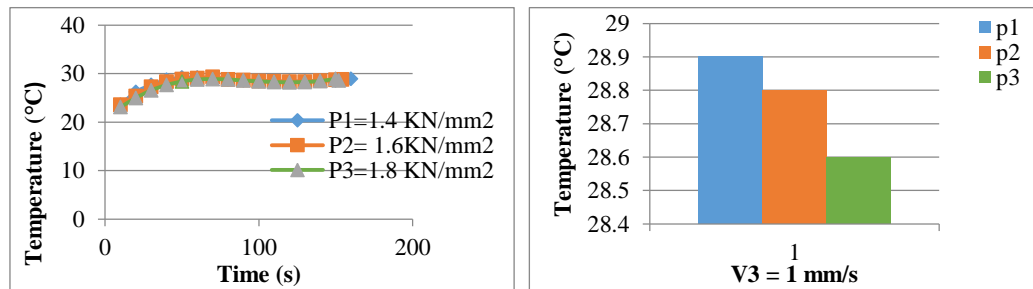 40
30
20
10
0
Temperature (°C)
P1=1.4 KN/mm2
P2= 1.6KN/mm2
P3=1.8 KN/mm2
0
100
200
Time (s)
29
28.9
28.8
28.7
28.6
28.5
28.4
Temperature (°C)
p1
p2
p3
1
V3 = 1 mm/s